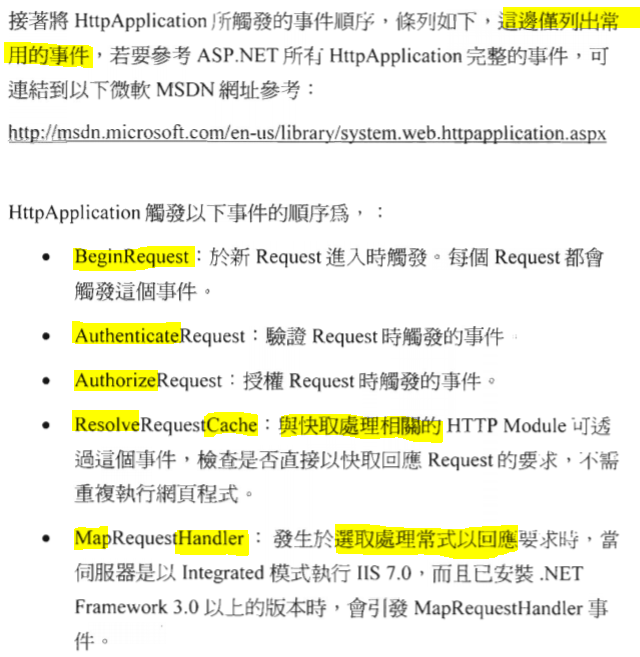 接著將 HttpApplication 所觸發的事件順序，條列如下，這邊僅列出常
用的事件，若要參考 ASP.NET 所有 HttpApplication 完整的事件，可
連結到以下微軟 MSDN 網址參考：
http://msdn.microsoft.com/en-us/library/system.web.httpapplication.aspx
HttpApplication 觸發以下事件的順序為，：
• BeginRequest：於新 Request 進入時觸發。每個 Request 都會
觸發這個事件。
• AuthenticateRequest：驗證 Request 時觸發的事件
• AuthorizeRequest：授權 Request 時觸發的事件。
• ResolveRequestCache：與快取處理相關的 HTTP Module 可透
過這個事件，檢查是否直接以快取回應 Request 的要求，不需
重複執行網頁程式。
• MapRequestHandler： 發生於選取處理常式以回應要求時，當
伺服器是以 Integrated 模式執行 IIS 7.0，而且已安裝 .NET
Framework 3.0 以上的版本時，會引發 MapRequestHandler 事
件。